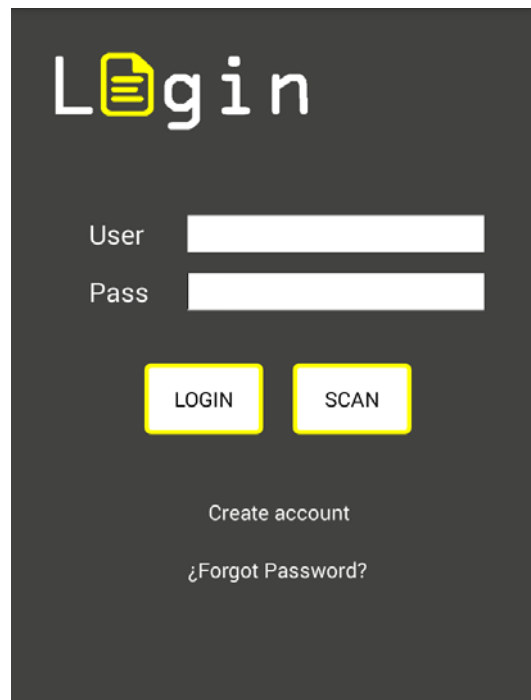 Login
User
Pass
LOGIN SCAN
Create account
¿Forgot Password?